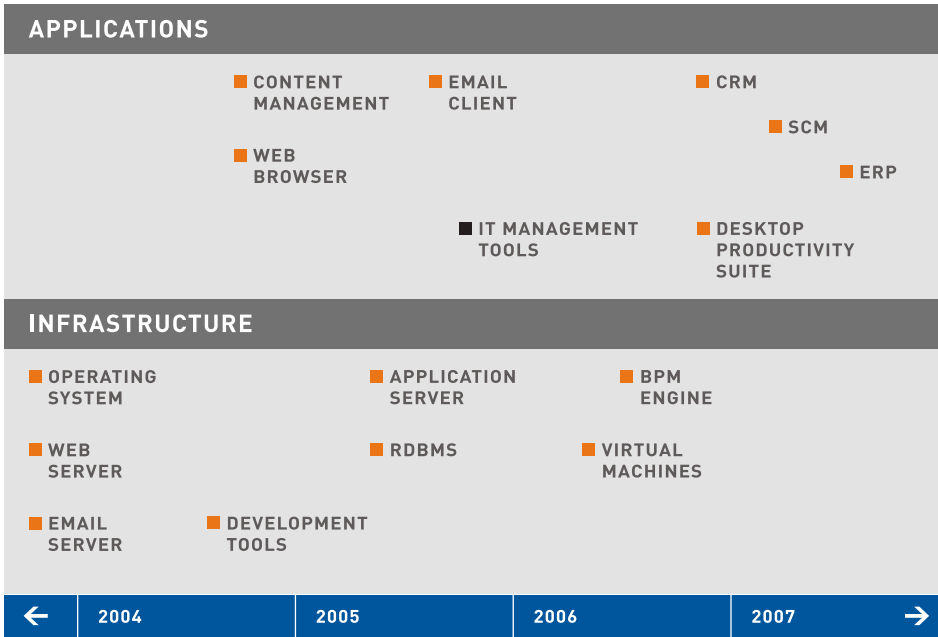 APPLICATIONS
CONTENT
MANAGEMENT
EMAIL
CLIENT
CRM
SCM
WEB
BROWSER
ERP
IT MANAGEMENT
TOOLS
DESKTOP
PRODUCTIVITY
SUITE
INFRASTRUCTURE
OPERATING
SYSTEM
APPLICATION
SERVER
BPM
ENGINE
WEB
SERVER
RDBMS
VIRTUAL
MACHINES
EMAIL
SERVER
DEVELOPMENT
TOOLS
2004
2005
2006
2007